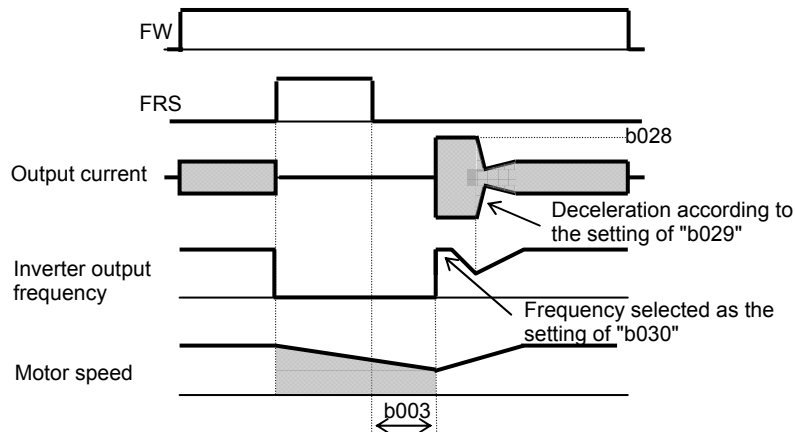 FW
FRS
b028
Output current
Deceleration according to
the setting of "b029"
Inverter output
frequency
Frequency selected as the
setting of "b030"
Motor speed
b003